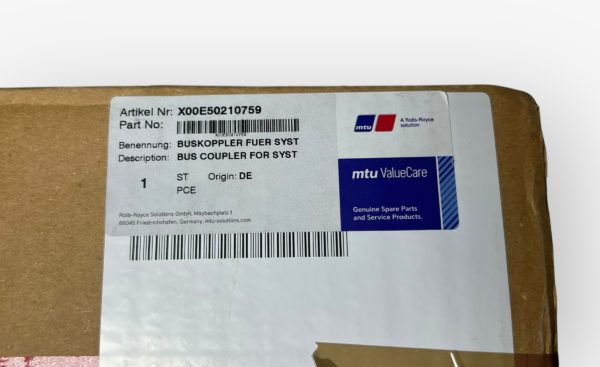 Artikel Nr: X00E50210759
Part No:
X00E50210759
Benennung: BUSKOPPLER FUER SYST
Description: BUS COUPLER FOR SYST
1 ST Origin: DE
PCE
Rolls-Royce Solutions GmbH, Maybachplatz 1
88045 Friedrichshafen, Germany, mtu-solutions.com
mtu
A Rolls-Royce
solution
mtu ValueCare
Genuine Spare Parts
and Service Products.